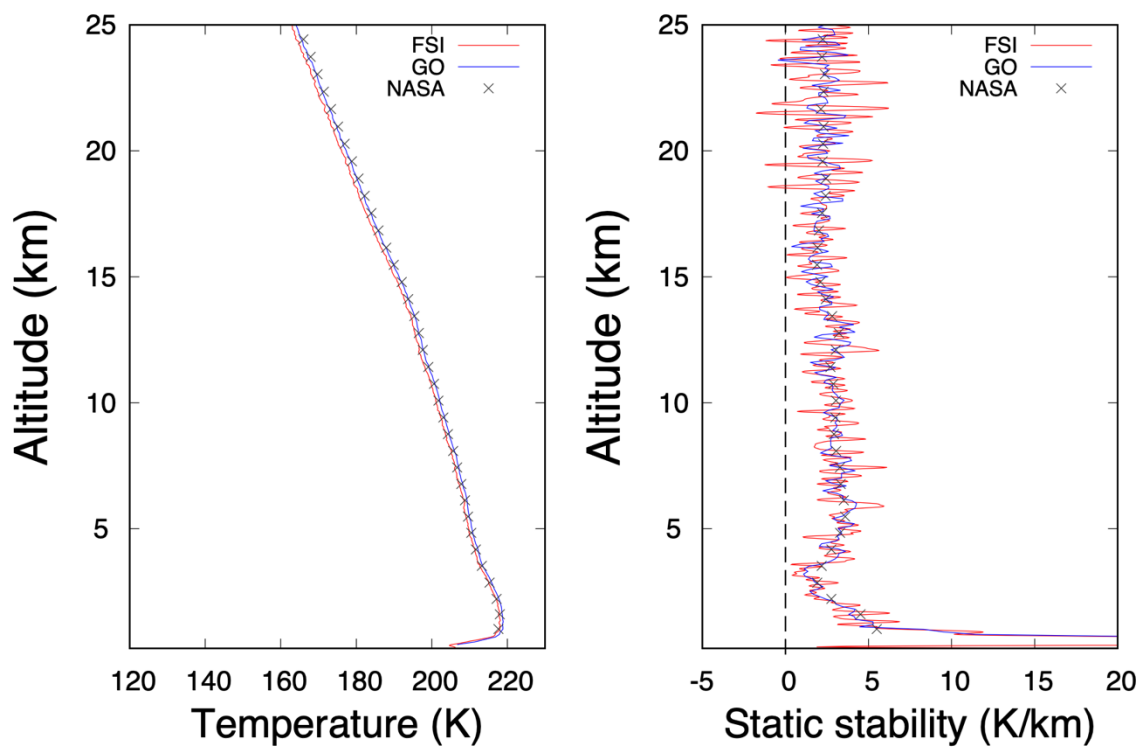 25
20
15
10
5
Altitude (km)
FSI
GO
NASA
120 140 160 180 200 220
Temperature (K)
25
20
15
10
5
Altitude (km)
FSI
GO
NASA
-5 0 5 10 15 20
Static stability (K/km)